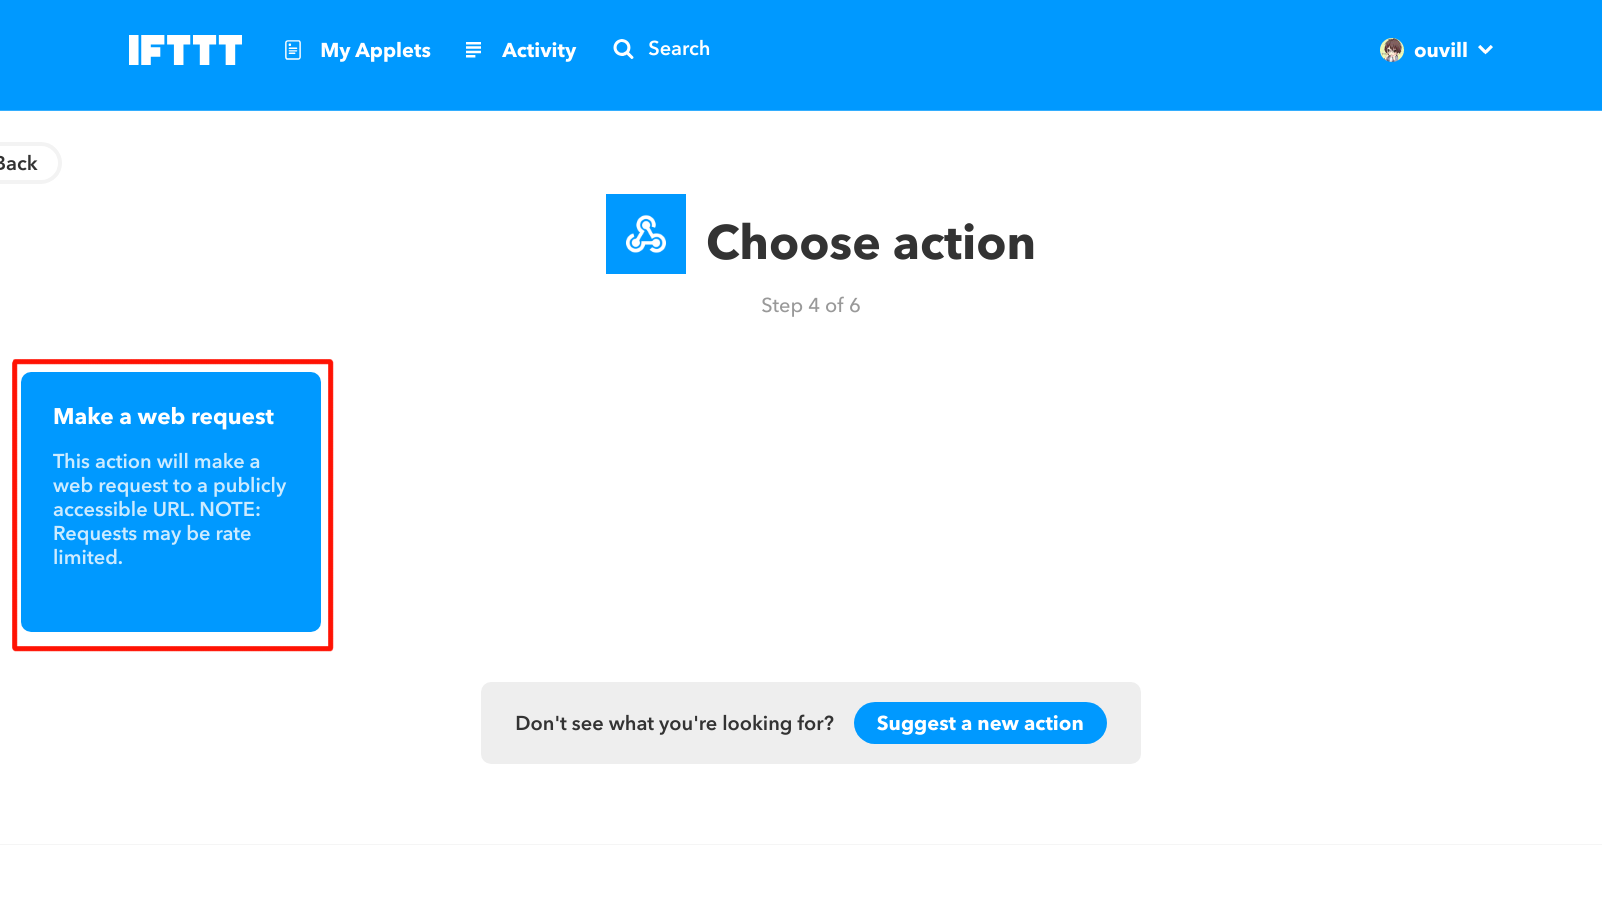 IFTTT My Applets Activity Search ouvill
Back
Choose action
Step 4 of 6
Make a web request
This action will make a
web request to a publicly
accessible URL. NOTE:
Requests may be rate
limited.
Don't see what you're looking for? Suggest a new action